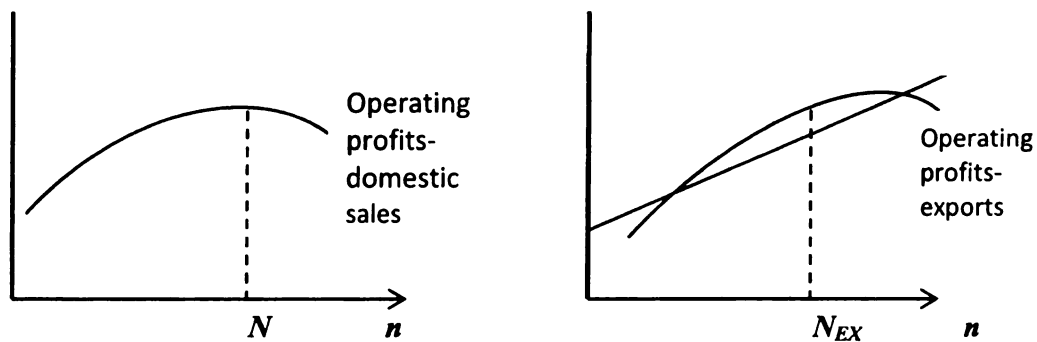 Operating
profits-
domestic
sales
N
n
Operating
profits-
exports
N_EX
n